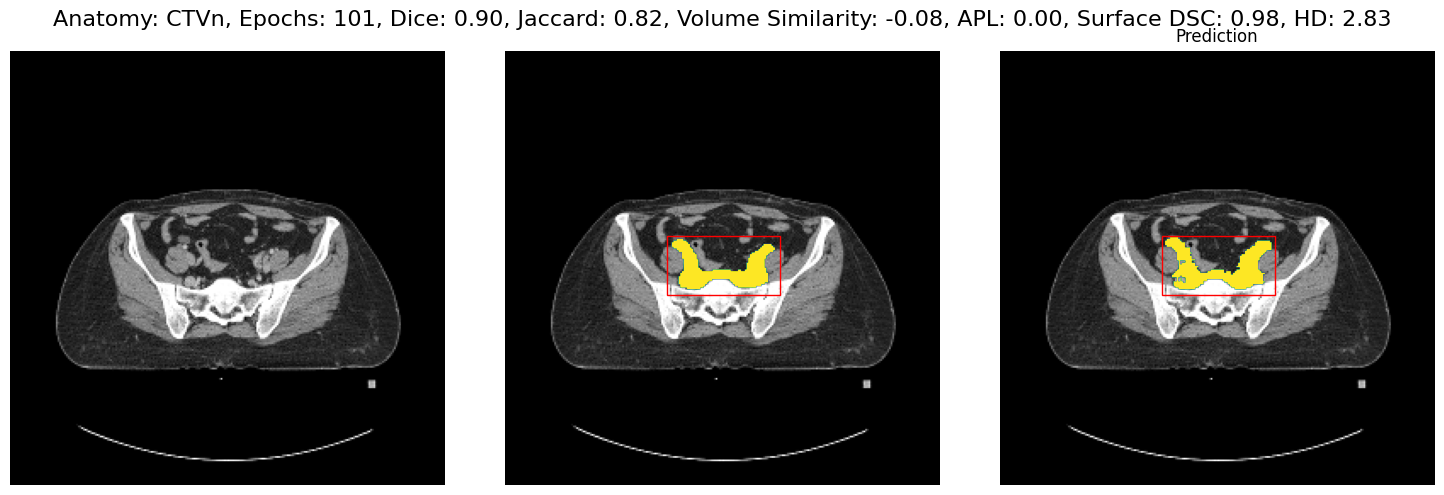 Anatomy: CTVn, Epochs: 101, Dice: 0.90, Jaccard: 0.82, Volume Similarity: -0.08, APL: 0.00, Surface DSC: 0.98, HD: 2.83
Prediction